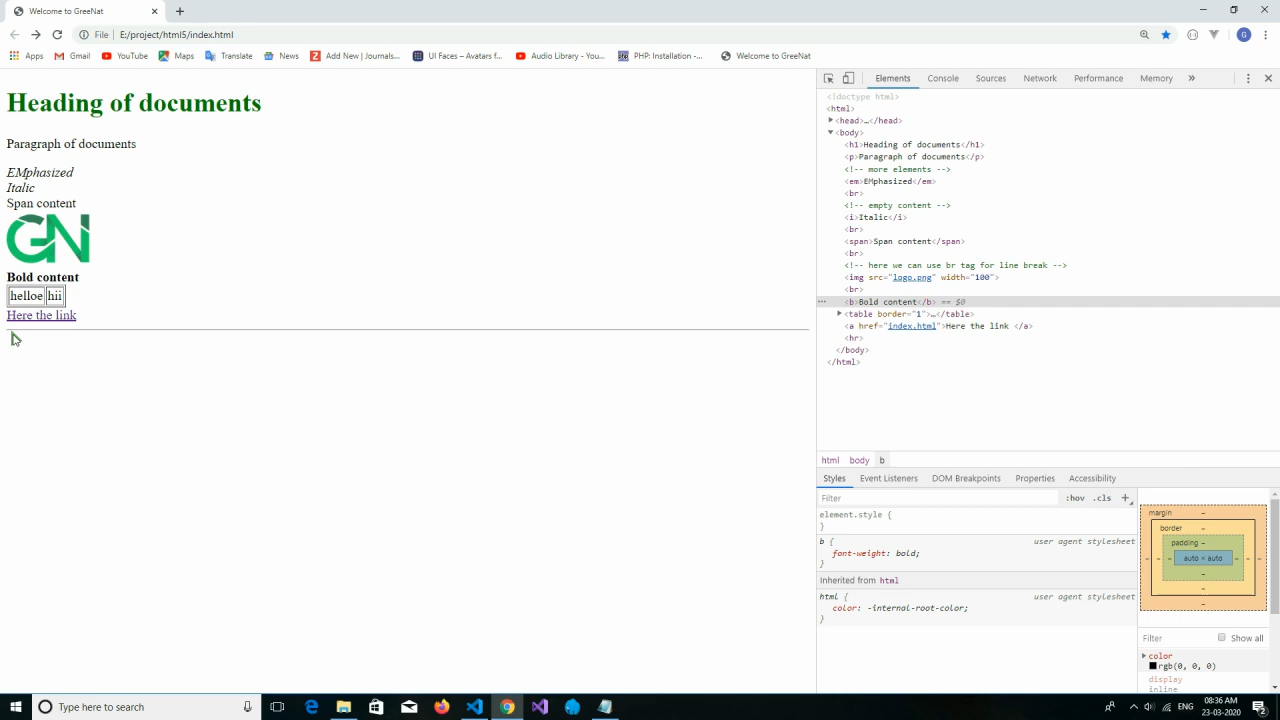 Welcome to GreeNat
File E:/project/html5/index.html
Apps Gmail YouTube Maps Translate News Add New | Journals... UI Faces – Avatars f... Audio Library - You... PHP: Installation -... Welcome to GreeNat
Heading of documents
Paragraph of documents
EMphasized
Italic
Span content
GN
Bold content
helloe hii
Here the link
Elements Console Sources Network Performance Memory »
<!doctype html>
<html>
<head>…</head>
<body>
<h1>Heading of documents</h1>
<p>Paragraph of documents</p>
<!-- more elements -->
<em>EMphasized</em>
<br>
<!-- empty content -->
<i>Italic</i>
<br>
<span>Span content</span>
<br>
<!-- here we can use br tag for line break -->
<img src="logo.png" width="100">
<br>
<b>Bold content</b> == $0
<table border="1">…</table>
<a href="index.html">Here the link </a>
<hr>
</body>
</html>
html body b
Styles Event Listeners DOM Breakpoints Properties Accessibility
Filter :hov .cls +
element.style {
}
b { user agent stylesheet
font-weight: bold;
}
Inherited from html
html { user agent stylesheet
color: -internal-root-color;
}
margin –
border –
padding –
auto × auto
Filter Show all
color
rgb(0, 0, 0)
display
inline
Type here to search
ENG
08:36 AM
23-03-2020
2